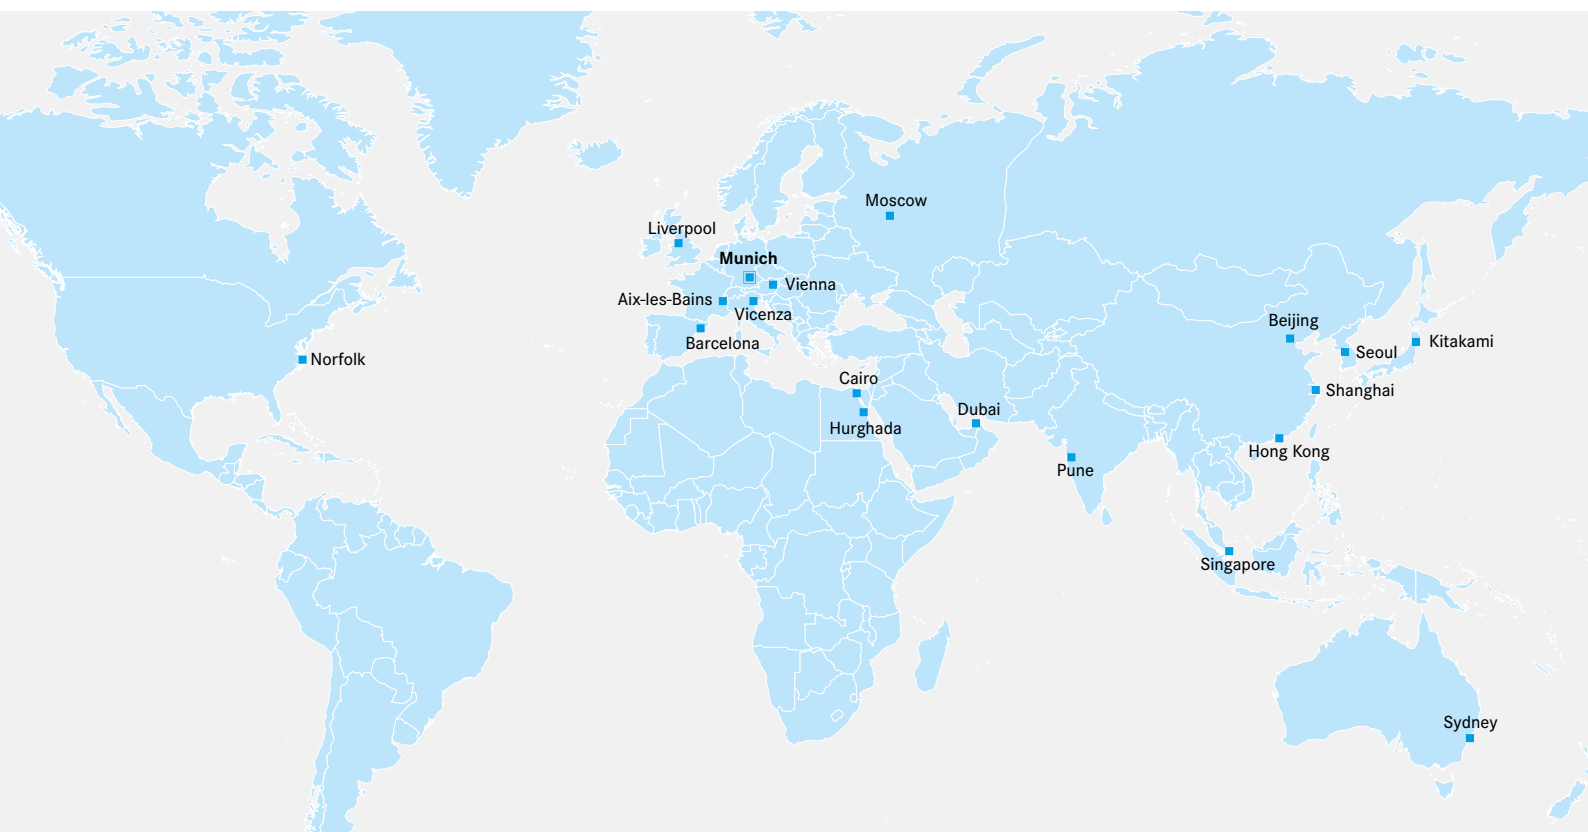 Moscow
Liverpool
Munich
Vienna
Aix-les-Bains
Vicenza
Beijing
Barcelona
Kitakami
Seoul
Norfolk
Cairo
Shanghai
Dubai
Hurghada
Hong Kong
Pune
Singapore
Sydney